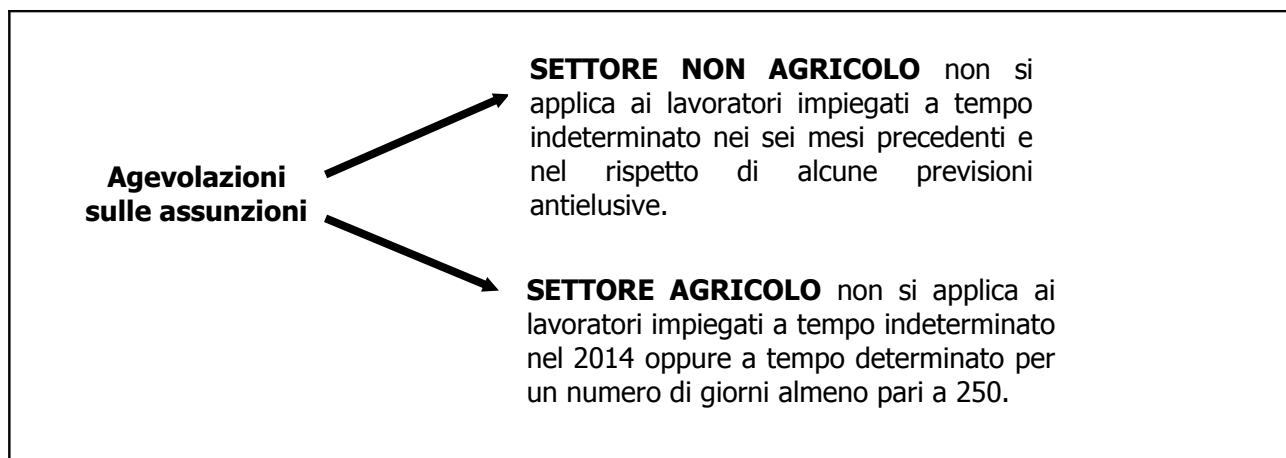 Agevolazioni
sulle assunzioni
SETTORE NON AGRICOLO non si
applica ai lavoratori impiegati a tempo
indeterminato nei sei mesi precedenti e
nel rispetto di alcune previsioni
antielusive.
SETTORE AGRICOLO non si applica ai
lavoratori impiegati a tempo indeterminato
nel 2014 oppure a tempo determinato per
un numero di giorni almeno pari a 250.